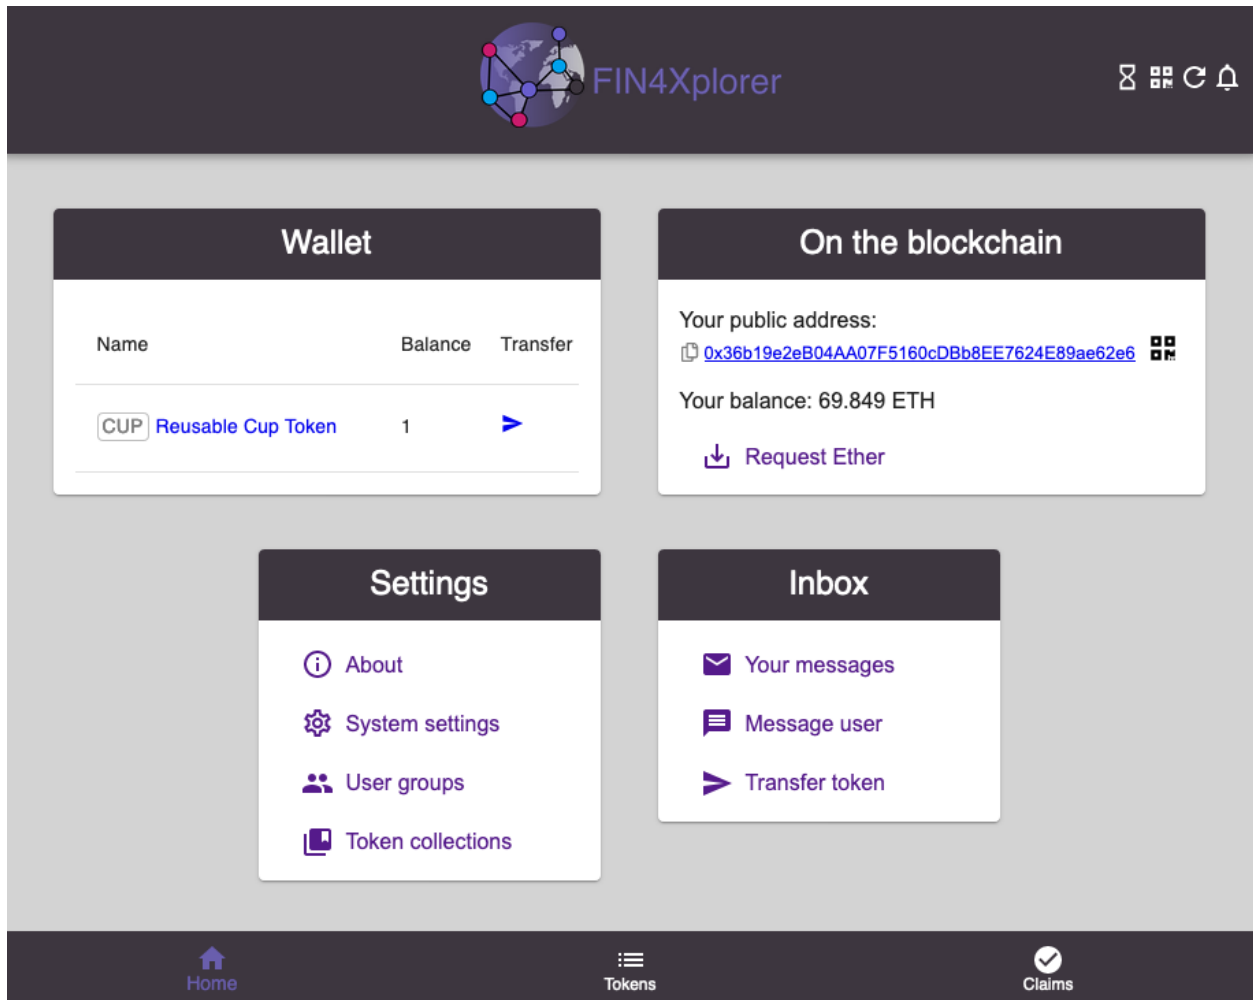 FIN4Xplorer
Wallet
Name Balance Transfer
CUP Reusable Cup Token 1
On the blockchain
Your public address:
0x36b19e2eB04AA07F5160cDBb8EE7624E89ae62e6
Your balance: 69.849 ETH
Request Ether
Settings
About
System settings
User groups
Token collections
Inbox
Your messages
Message user
Transfer token
Home
Tokens
Claims